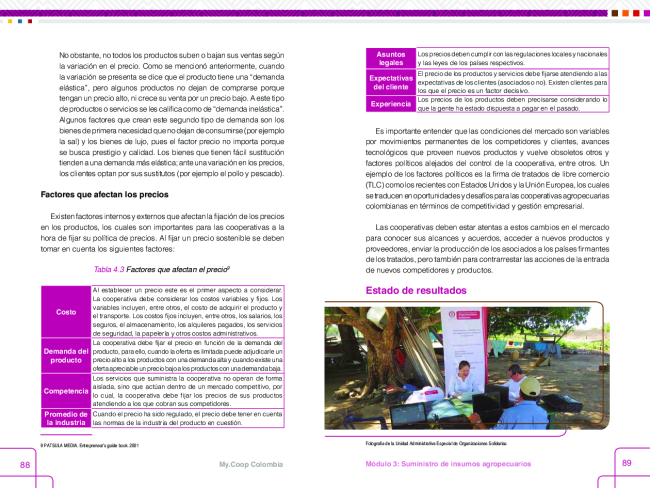 No obstante, no todos los productos suben o bajan sus ventas según
la variación en el precio. Como se mencionó anteriormente, cuando
la variación se presenta se dice que el producto tiene una “demanda
elástica”, pero algunos productos no dejan de comprarse porque
tengan un precio alto, ni crece su venta por un precio bajo. A este tipo
de productos o servicios se les califica como de “demanda inelástica”.
Algunos factores que crean este segundo tipo de demanda son los
bienes de primera necesidad que no dejan de consumirse (por ejemplo
la sal) y los bienes de lujo, pues el factor precio no importa porque
se busca prestigio y calidad. Los bienes que tienen fácil sustitución
tienden a una demanda más elástica; ante una variación en los precios,
los clientes optan por sus sustitutos (por ejemplo el pollo y pescado).
Factores que afectan los precios
Existen factores internos y externos que afectan la fijación de los precios
en los productos, los cuales son importantes para las cooperativas a la
hora de fijar su política de precios. Al fijar un precio sostenible se deben
tomar en cuenta los siguientes factores:
Tabla 4.3 Factores que afectan el precio9
Costo
Al establecer un precio este es el primer aspecto a considerar.
La cooperativa debe considerar los costos variables y fijos. Los
variables incluyen, entre otros, el costo de adquirir el producto y
el transporte. Los costos fijos incluyen, entre otros, los salarios, los
seguros, el almacenamiento, los alquileres pagados, los servicios
de seguridad, la papelería y otros costos administrativos.
Demanda del
producto
La cooperativa debe fijar el precio en función de la demanda del
producto, para ello, cuando la oferta es limitada puede adjudicarle un
precio alto a los productos con una demanda alta y cuando existe una
oferta apreciable un precio bajo a los productos con una demanda baja.
Competencia
Los servicios que suministra la cooperativa no operan de forma
aislada, sino que actúan dentro de un mercado competitivo, por
lo cual, la cooperativa debe fijar los precios de sus productos
atendiendo a los que cobran sus competidores.
Promedio de
la industria
Cuando el precio ha sido regulado, el precio debe tener en cuenta
las normas de la industria del producto en cuestión.
9 PATSULA MEDIA. Entrepreneur's guide book. 2001
88
My.Coop Colombia
Asuntos
legales
Los precios deben cumplir con las regulaciones locales y nacionales
y las leyes de los países respectivos.
Expectativas
del cliente
El precio de los productos y servicios debe fijarse atendiendo a las
expectativas de los clientes (asociados o no). Existen clientes para
los que el precio es un factor decisivo.
Experiencia
Los precios de los productos deben precisarse considerando lo
que la gente ha estado dispuesta a pagar en el pasado.
Es importante entender que las condiciones del mercado son variables
por movimientos permanentes de los competidores y clientes, avances
tecnológicos que proveen nuevos productos y vuelve obsoletos otros y
factores políticos alejados del control de la cooperativa, entre otros. Un
ejemplo de los factores políticos es la firma de tratados de libre comercio
(TLC) como los recientes con Estados Unidos y la Unión Europea, los cuales
se traducen en oportunidades y desafíos para las cooperativas agropecuarias
colombianas en términos de competitividad y gestión empresarial.
Las cooperativas deben estar atentas a estos cambios en el mercado
para conocer sus alcances y acuerdos, acceder a nuevos productos y
proveedores, enviar la producción de los asociados a los países firmantes
de los tratados, pero también para contrarrestar las acciones de la entrada
de nuevos competidores y productos.
Estado de resultados
Fotografía de la Unidad Administrativa Especial de Organizaciones Solidarias
Módulo 3: Suministro de insumos agropecuarios
89